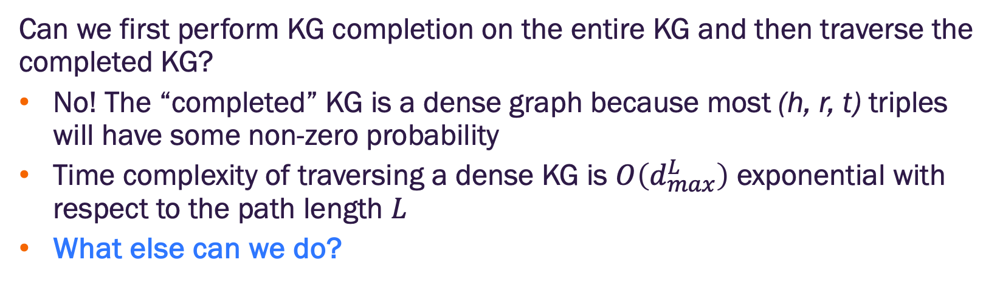 Can we first perform KG completion on the entire KG and then traverse the
completed KG?
• No! The “completed” KG is a dense graph because most (h, r, t) triples
will have some non-zero probability
• Time complexity of traversing a dense KG is $O(d_{max}^{L})$ exponential with
respect to the path length $L$
• What else can we do?